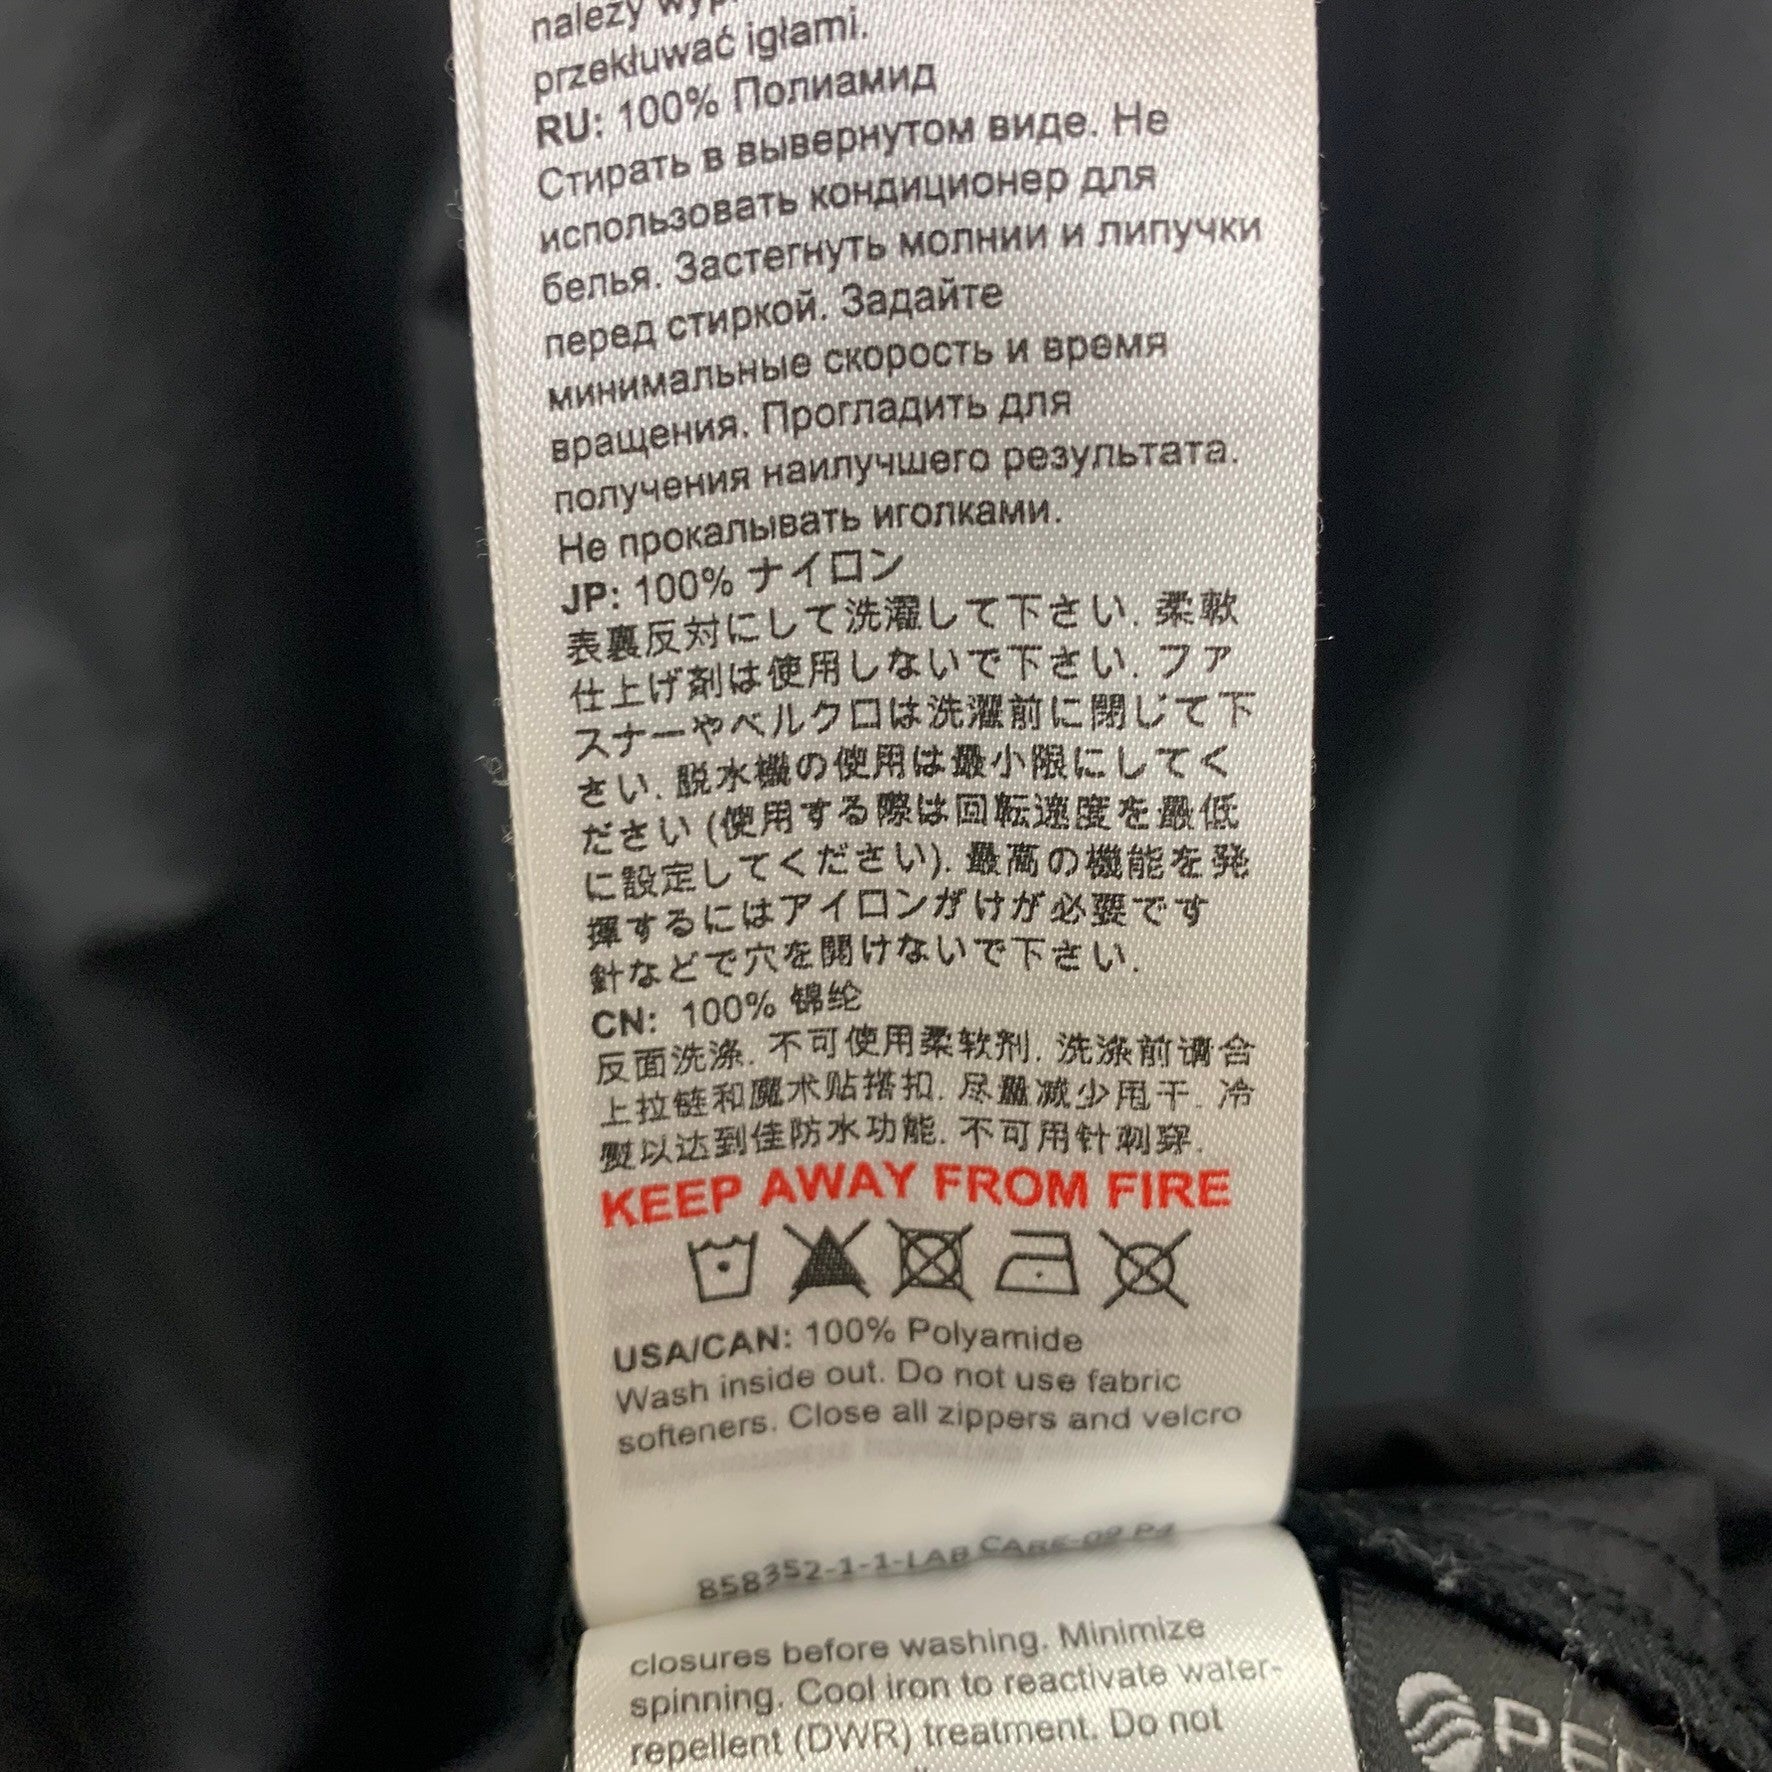 należy
przekłuwać igłami.
RU: 100% Полиамид
Стирать в вывернутом виде. Не
использовать кондиционер для
белья. Застегнуть молнии и липучки
перед стиркой. Задайте
минимальные скорость и время
вращения. Прогладить для
получения наилучшего результата.
Не прокалывать иголками.
JP: 100% ナイロン
表裏反対にして洗濯して下さい. 柔軟
仕上げ剤は使用しないで下さい. ファ
スナーやベルクロは洗濯前に閉じて下
さい. 脱水機の使用は最小限にしてく
ださい (使用する際は回転速度を最低
に設定してください). 最高の機能を発
揮するにはアイロンがけが必要です
針などで穴を開けないで下さい.
CN: 100% 锦纶
反面洗涤. 不可使用柔软剂. 洗涤前请合
上拉链和魔术贴搭扣. 尽量减少甩干. 冷
熨以达到佳防水功能. 不可用针刺穿.
KEEP AWAY FROM FIRE
USA/CAN: 100% Polyamide
Wash inside out. Do not use fabric
softeners. Close all zippers and velcro
858352-1-1-LAB CARE-09 P4
closures before washing. Minimize
spinning. Cool iron to reactivate water-
repellent (DWR) treatment. Do not